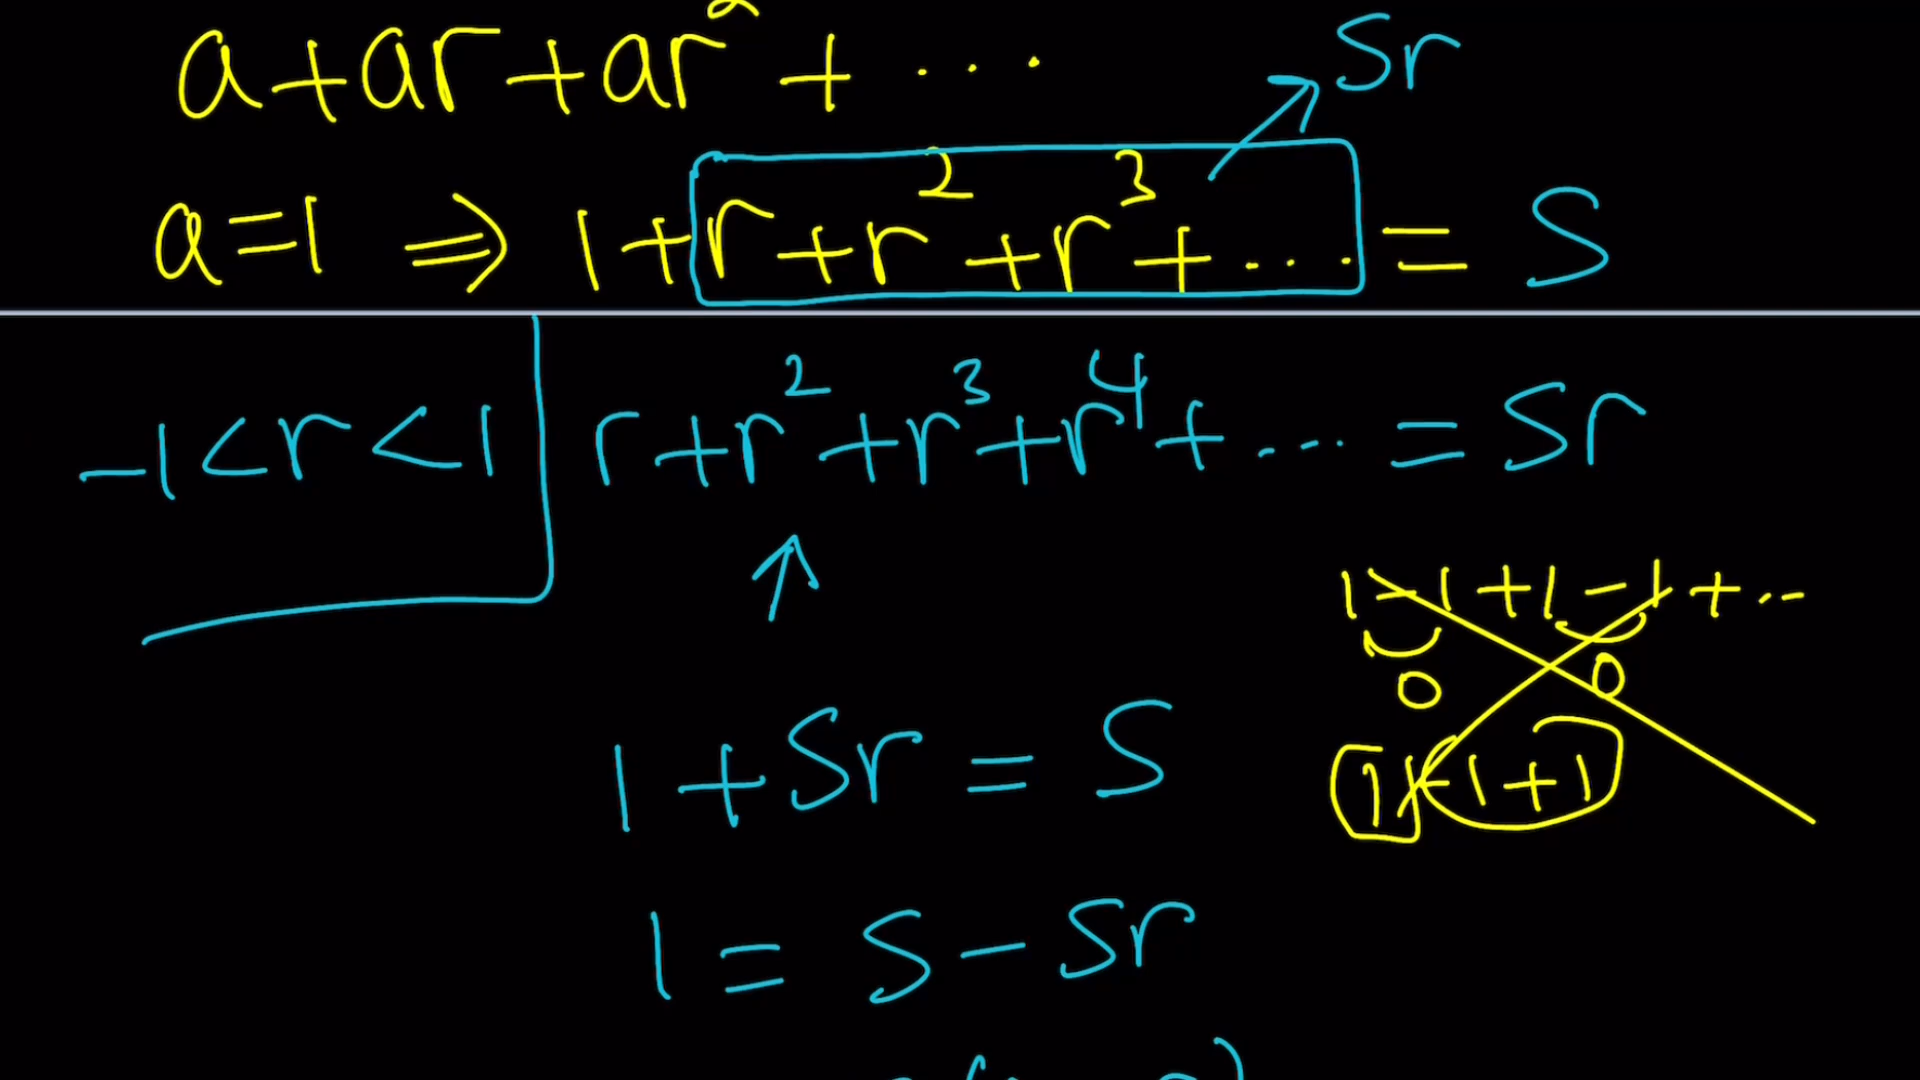 a+ar+ar²+...
Sr
a=1 ⇒ 1+r+r²+r³+... = S
-1<r<1
r+r²+r³+r⁴+... = Sr
1-1+1-1+...
0 0
1+Sr = S
1 -1+1
1 = S-Sr